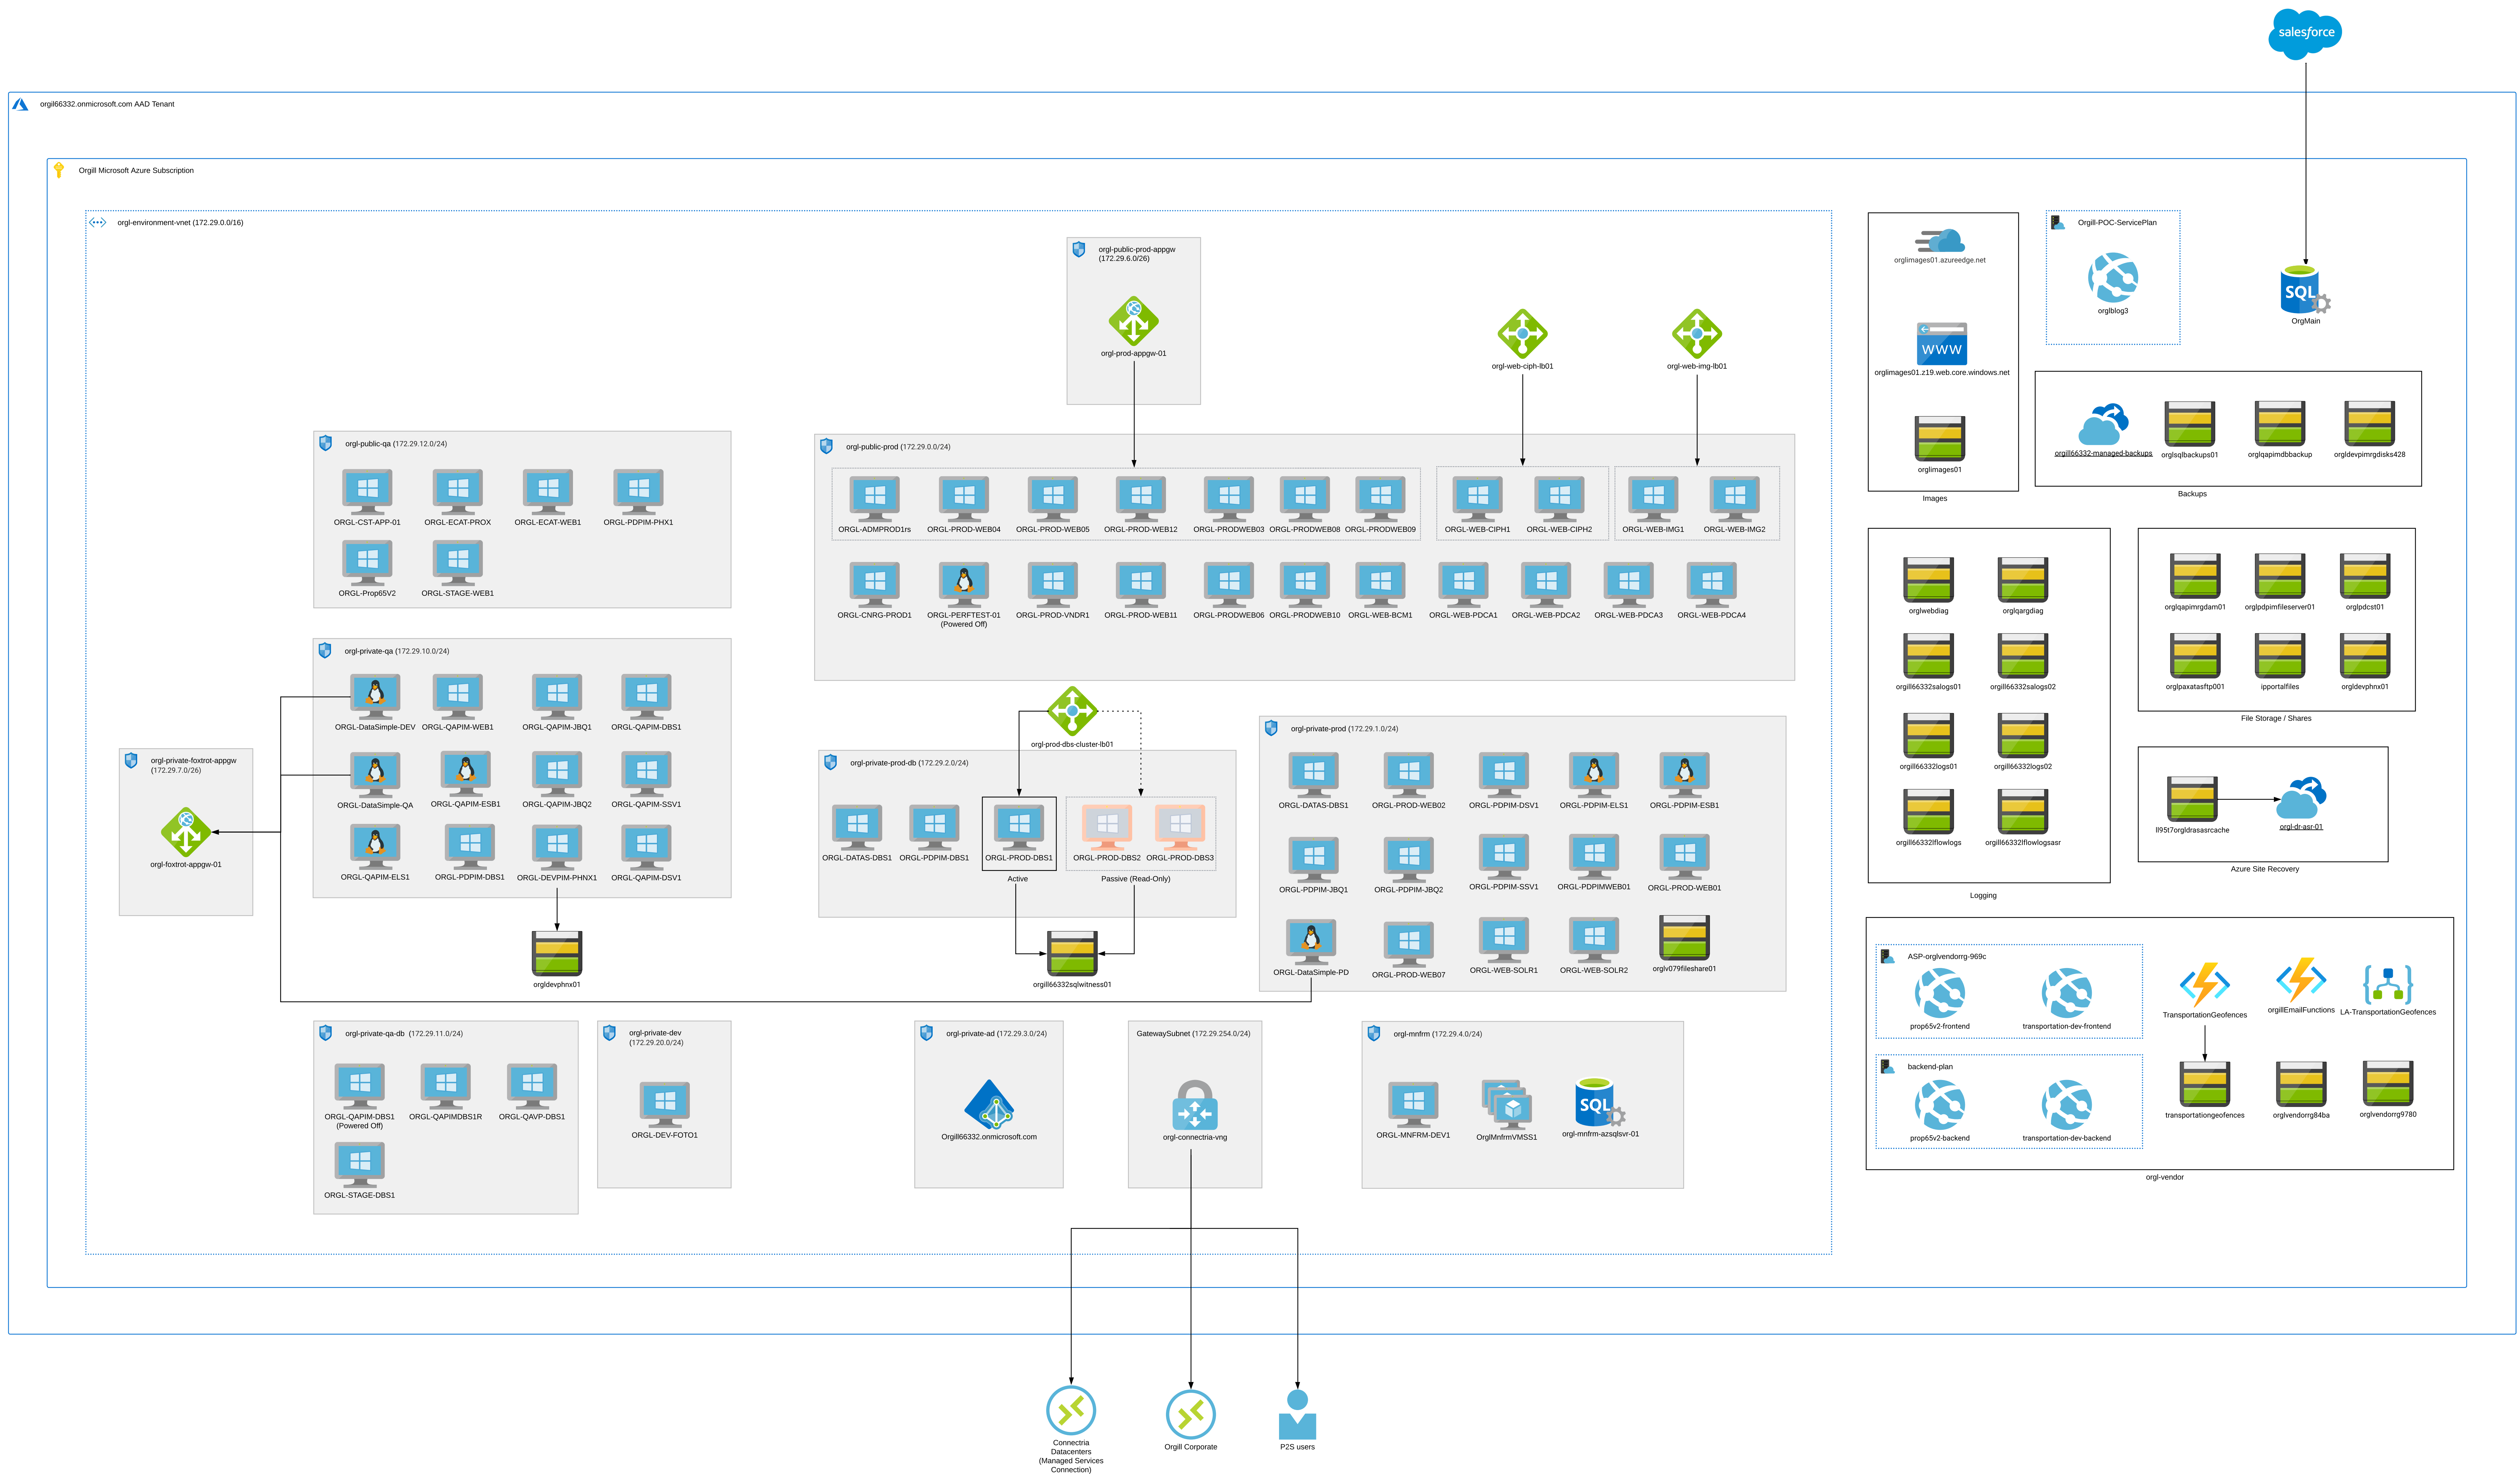 salesforce
orgil66332.onmicrosoft.com AAD Tenant
Orgill Microsoft Azure Subscription
orgl-environment-vnet (172.29.0.0/16)
orgl-public-prod-appgw
(172.29.6.0/26)
orgl-prod-appgw-01
orgl-web-ciph-lb01
orgl-web-img-lb01
orgl-public-qa (172.29.12.0/24)
ORGL-CST-APP-01
ORGL-ECAT-PROX
ORGL-ECAT-WEB1
ORGL-PDPIM-PHX1
ORGL-Prop65V2
ORGL-STAGE-WEB1
orgl-public-prod (172.29.0.0/24)
ORGL-ADMPROD1rs
ORGL-PROD-WEB04
ORGL-PROD-WEB05
ORGL-PROD-WEB12
ORGL-PRODWEB03
ORGL-PRODWEB08
ORGL-PRODWEB09
ORGL-WEB-CIPH1
ORGL-WEB-CIPH2
ORGL-WEB-IMG1
ORGL-WEB-IMG2
ORGL-CNRG-PROD1
ORGL-PERFTEST-01
(Powered Off)
ORGL-PROD-VNDR1
ORGL-PROD-WEB11
ORGL-PRODWEB06
ORGL-PRODWEB10
ORGL-WEB-BCM1
ORGL-WEB-PDCA1
ORGL-WEB-PDCA2
ORGL-WEB-PDCA3
ORGL-WEB-PDCA4
orgl-private-qa (172.29.10.0/24)
ORGL-DataSimple-DEV
ORGL-QAPIM-WEB1
ORGL-QAPIM-JBQ1
ORGL-QAPIM-DBS1
ORGL-DataSimple-QA
ORGL-QAPIM-ESB1
ORGL-QAPIM-JBQ2
ORGL-QAPIM-SSV1
ORGL-QAPIM-ELS1
ORGL-PDPIM-DBS1
ORGL-DEVPIM-PHNX1
ORGL-QAPIM-DSV1
orgl-private-foxtrot-appgw
(172.29.7.0/26)
orgl-foxtrot-appgw-01
orgldevphnx01
orgl-prod-dbs-cluster-lb01
orgl-private-prod-db (172.29.2.0/24)
ORGL-DATAS-DBS1
ORGL-PDPIM-DBS1
ORGL-PROD-DBS1
ORGL-PROD-DBS2
ORGL-PROD-DBS3
Active
Passive (Read-Only)
orgill66332sqlwitness01
orgl-private-prod (172.29.1.0/24)
ORGL-DATAS-DBS1
ORGL-PROD-WEB02
ORGL-PDPIM-DSV1
ORGL-PDPIM-ELS1
ORGL-PDPIM-ESB1
ORGL-PDPIM-JBQ1
ORGL-PDPIM-JBQ2
ORGL-PDPIM-SSV1
ORGL-PDPIMWEB01
ORGL-PROD-WEB01
ORGL-DataSimple-PD
ORGL-PROD-WEB07
ORGL-WEB-SOLR1
ORGL-WEB-SOLR2
orglv079fileshare01
orgl-private-qa-db (172.29.11.0/24)
ORGL-QAPIM-DBS1
(Powered Off)
ORGL-QAPIMDBS1R
ORGL-QAVP-DBS1
ORGL-STAGE-DBS1
orgl-private-dev
(172.29.20.0/24)
ORGL-DEV-FOTO1
orgl-private-ad (172.29.3.0/24)
Orgill66332.onmicrosoft.com
GatewaySubnet (172.29.254.0/24)
orgl-connectria-vng
orgl-mnfrm (172.29.4.0/24)
ORGL-MNFRM-DEV1
OrglMnfrmVMSS1
SQL
orgl-mnfrm-azsqlsvr-01
orglimages01.azureedge.net
www
orglimages01.z19.web.core.windows.net
orglimages01
Images
Orgill-POC-ServicePlan
orglblog3
SQL
OrgMain
orgill66332-managed-backups
orglsqlbackups01
orglqapimdbbackup
orgldevpimrgdisks428
Backups
orglwebdiag
orglqargdiag
orgill66332salogs01
orgill66332salogs02
orgill66332logs01
orgill66332logs02
orgill66332lflowlogs
orgill66332lflowlogsasr
Logging
orglqapimrgdam01
orglpdpimfileserver01
orglpdcst01
orglpaxatasftp001
ipportalfiles
orgldevphnx01
File Storage / Shares
ll95t7orgldrasasrcache
orgl-dr-asr-01
Azure Site Recovery
ASP-orglvendorrg-969c
prop65v2-frontend
transportation-dev-frontend
backend-plan
prop65v2-backend
transportation-dev-backend
TransportationGeofences
orgillEmailFunctions
LA-TransportationGeofences
transportationgeofences
orglvendorrg84ba
orglvendorrg9780
orgl-vendor
Connectria
Datacenters
(Managed Services
Connection)
Orgill Corporate
P2S users